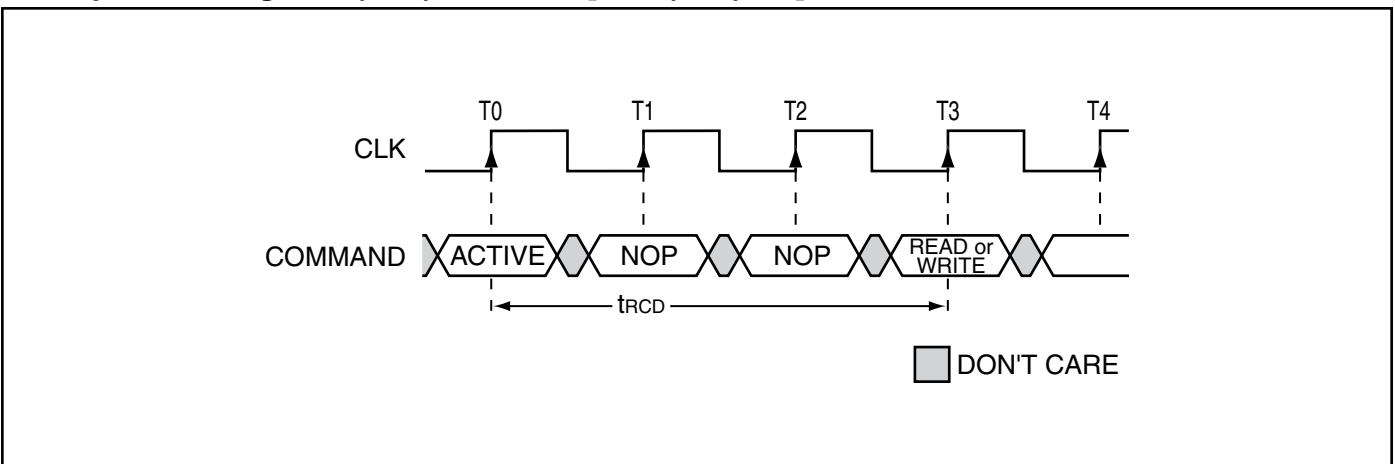 T0 T1 T2 T3 T4
CLK
COMMAND ACTIVE NOP NOP READ or
WRITE
tRCD
DON'T CARE